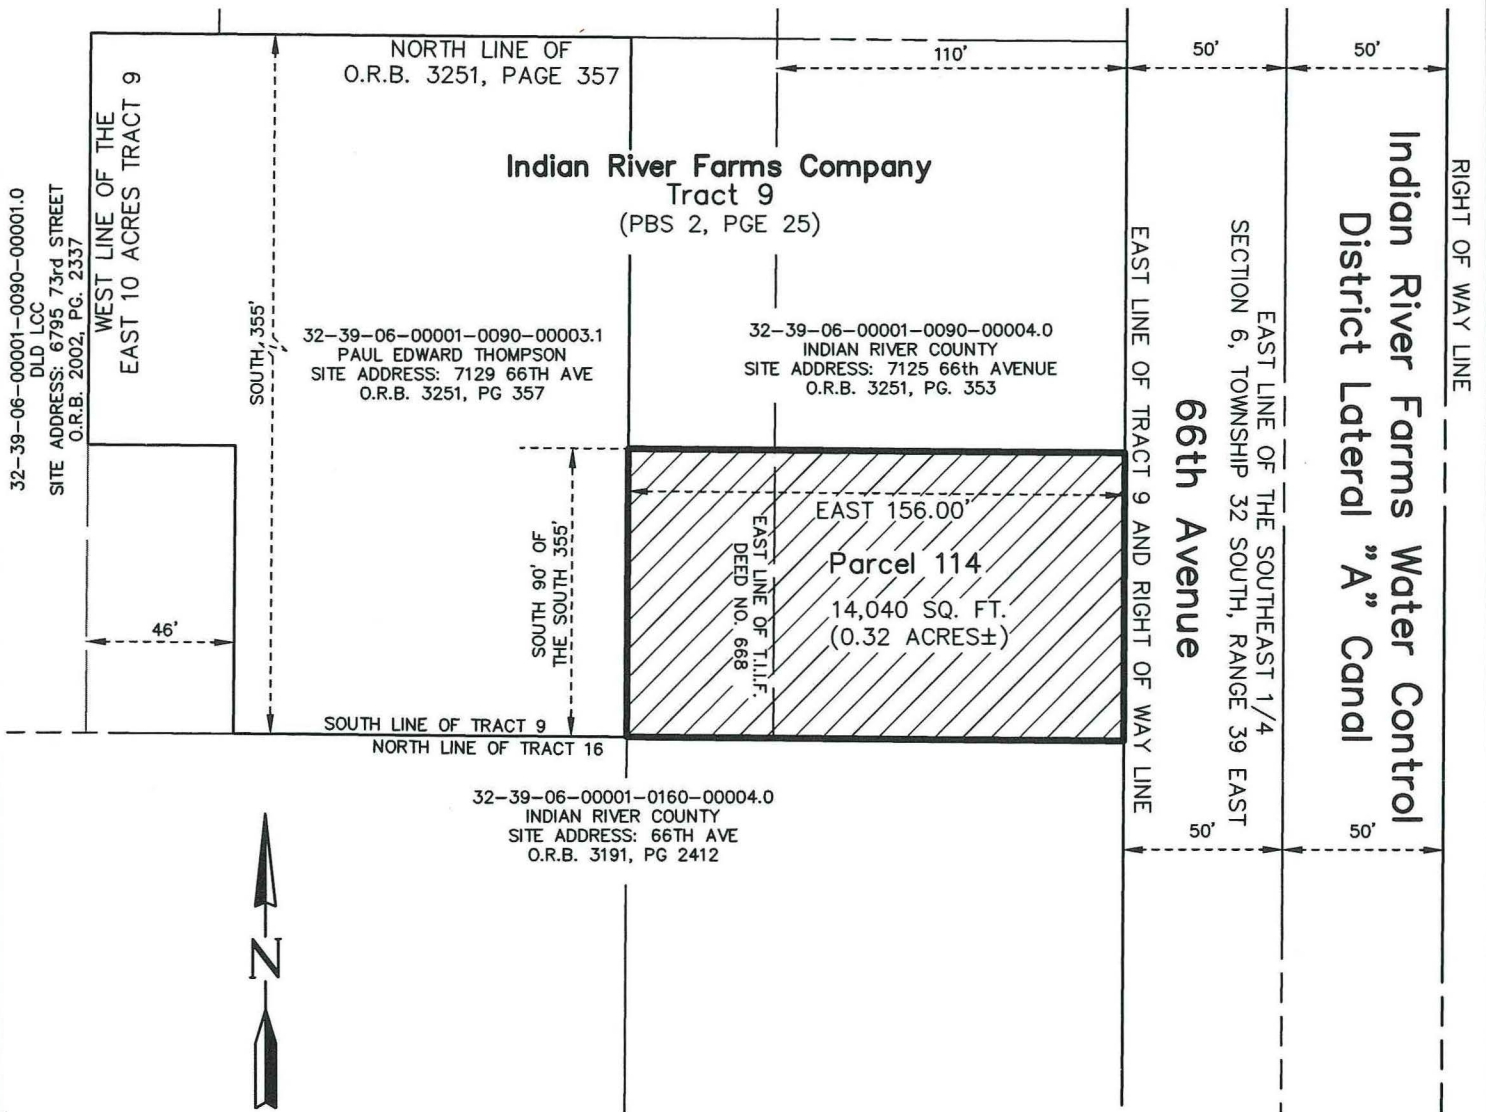 NORTH LINE OF
O.R.B. 3251, PAGE 357
110'
50'
50'
WEST LINE OF THE
EAST 10 ACRES TRACT 9
32-39-06-00001-0090-00001.0
DLD LCC
SITE ADDRESS: 6795 73rd STREET
O.R.B. 2002, PG. 2337
Indian River Farms Company
Tract 9
(PBS 2, PGE 25)
SOUTH 355'
32-39-06-00001-0090-00003.1
PAUL EDWARD THOMPSON
SITE ADDRESS: 7129 66TH AVE
O.R.B. 3251, PG 357
32-39-06-00001-0090-00004.0
INDIAN RIVER COUNTY
SITE ADDRESS: 7125 66th AVENUE
O.R.B. 3251, PG. 353
EAST LINE OF TRACT 9 AND RIGHT OF WAY LINE
66th Avenue
EAST LINE OF THE SOUTHEAST 1/4
SECTION 6, TOWNSHIP 32 SOUTH, RANGE 39 EAST
Indian River Farms Water Control
District Lateral "A" Canal
RIGHT OF WAY LINE
EAST 156.00'
Parcel 114
14,040 SQ. FT.
(0.32 ACRES±)
EAST LINE OF T.I.I.F.
DEED NO. 668
SOUTH 90' OF
THE SOUTH 355'
46'
SOUTH LINE OF TRACT 9
NORTH LINE OF TRACT 16
32-39-06-00001-0160-00004.0
INDIAN RIVER COUNTY
SITE ADDRESS: 66TH AVE
O.R.B. 3191, PG 2412
50'
50'
N